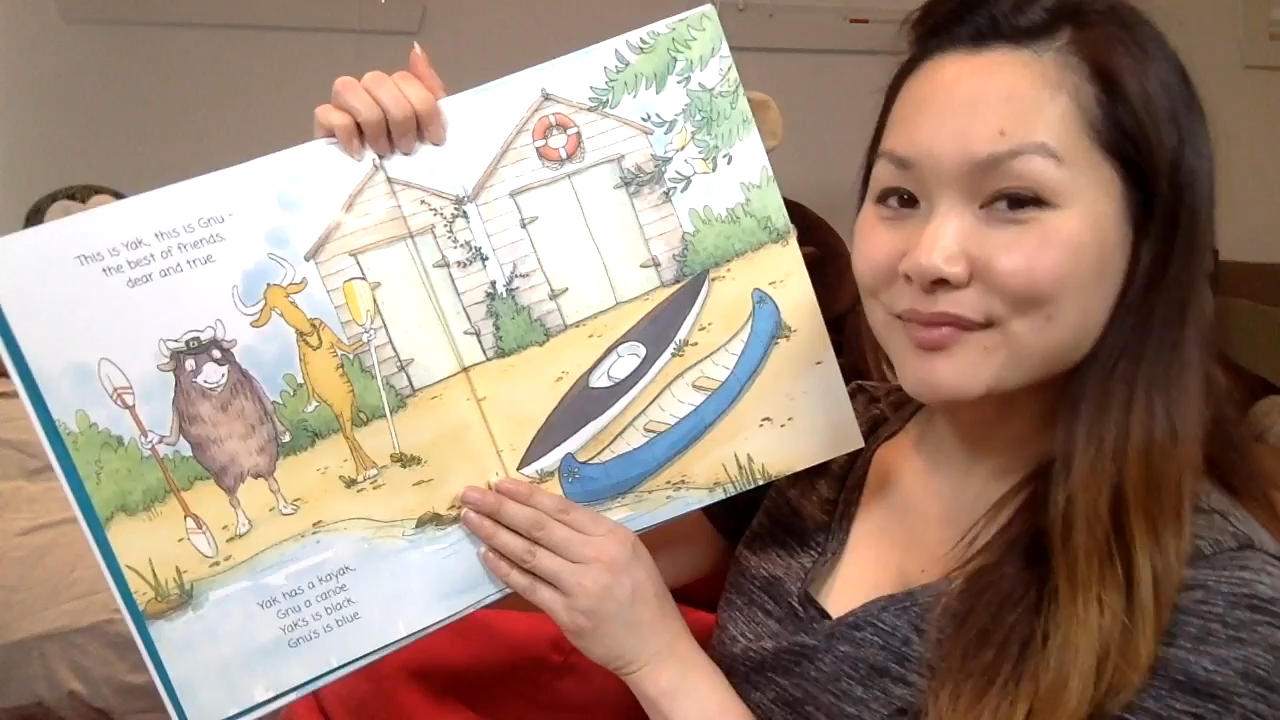 This is Yak, this is Gnu -
the best of friends,
dear and true.
Yak has a kayak,
Gnu a canoe.
Yak's is black.
Gnu's is blue.